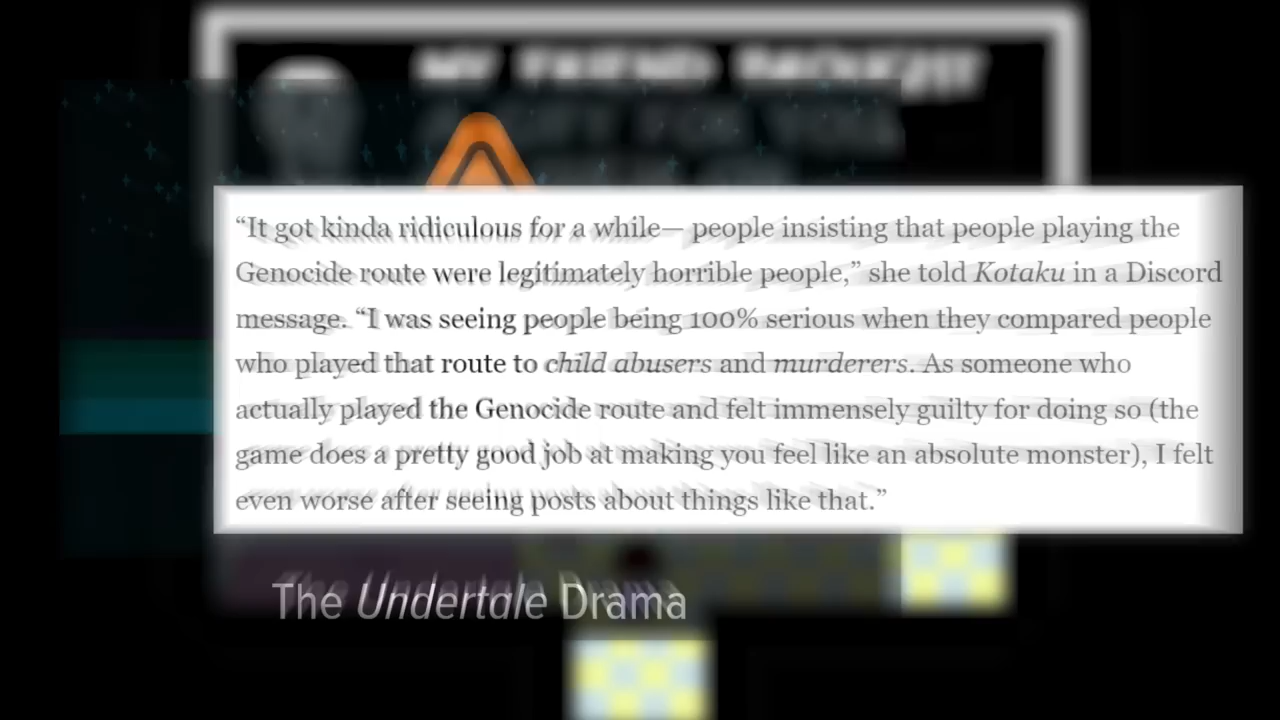 MY FRIEND BROUGHT
“It got kinda ridiculous for a while— people insisting that people playing the
Genocide route were legitimately horrible people,” she told Kotaku in a Discord
message. “I was seeing people being 100% serious when they compared people
who played that route to child abusers and murderers. As someone who
actually played the Genocide route and felt immensely guilty for doing so (the
game does a pretty good job at making you feel like an absolute monster), I felt
even worse after seeing posts about things like that.”
The Undertale Drama